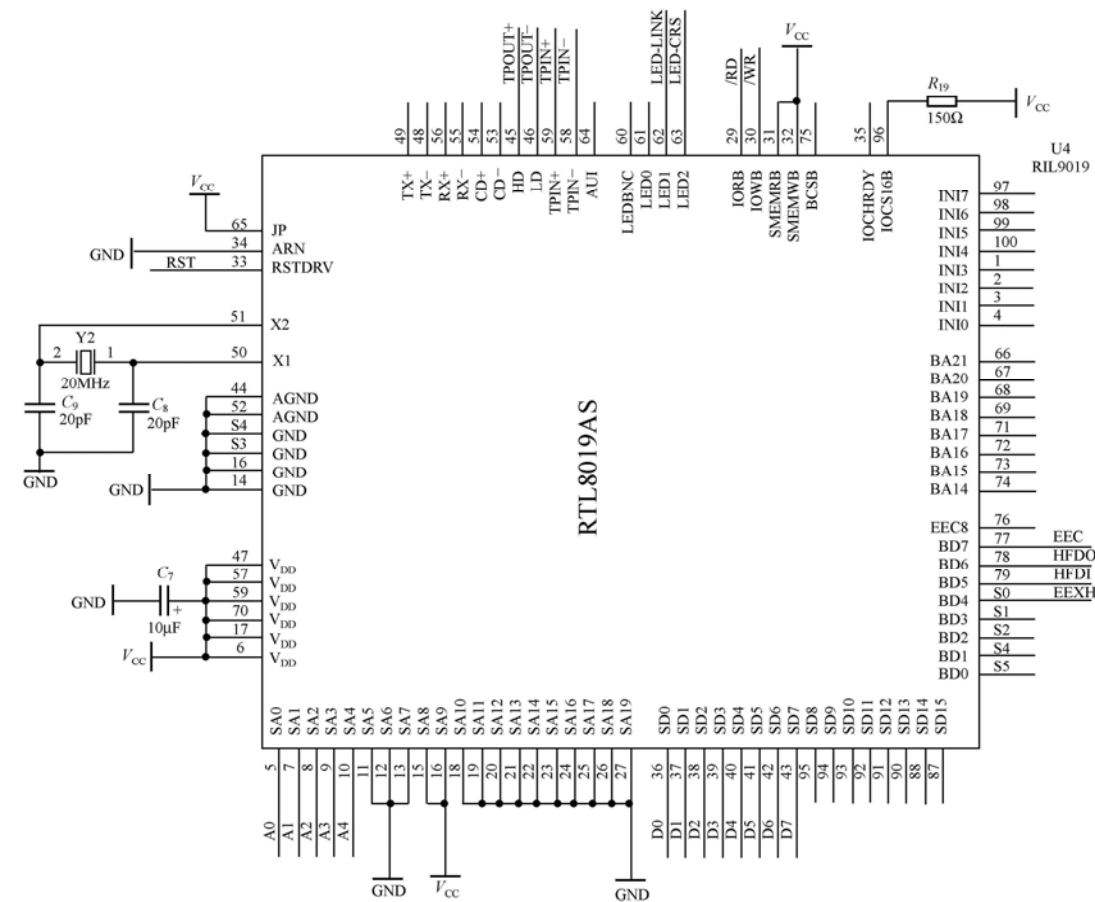 TPOUT+
TPOUT−
TPIN+
TPIN−
LED-LINK
LED-CRS
/RD
/WR
VCC
R19
150Ω
VCC
49
48
56
55
54
53
45
46
59
58
64
60
61
62
63
29
30
31
32
75
35
96
U4
RIL9019
TX+
TX−
RX+
RX−
CD+
CD−
HD
LD
TPIN+
TPIN−
AUI
LEDBNC
LED0
LED1
LED2
IORB
IOWB
SMEMRB
SMEMWB
BCSB
IOCHRDY
IOCS16B
VCC
65 JP
GND 34 ARN
RST 33 RSTDRV
51 X2
Y2
2 1 50 X1
20MHz
C9
20pF
C8
20pF
GND
44 AGND
52 AGND
S4 GND
S3 GND
16 GND
GND 14 GND
47 VDD
57 VDD
C7
GND 59 VDD
+
10μF
70 VDD
17 VDD
VCC 6 VDD
RTL8019AS
INI7 97
INI6 98
INI5 99
INI4 100
INI3 1
INI2 2
INI1 3
INI0 4
BA21 66
BA20 67
BA19 68
BA18 69
BA17 71
BA16 72
BA15 73
BA14 74
EEC8 76
BD7 77 EEC
BD6 78 HFDO
BD5 79 HFDI
BD4 S0 EEXH
BD3 S1
BD2 S2
BD1 S4
BD0 S5
SA0
SA1
SA2
SA3
SA4
SA5
SA6
SA7
SA8
SA9
SA10
SA11
SA12
SA13
SA14
SA15
SA16
SA17
SA18
SA19
SD0
SD1
SD2
SD3
SD4
SD5
SD6
SD7
SD8
SD9
SD10
SD11
SD12
SD13
SD14
SD15
5
7
8
9
10
11
12
13
15
16
18
19
20
21
22
23
24
25
26
27
36
37
38
39
40
41
42
43
95
94
93
92
91
90
88
87
A0
A1
A2
A3
A4
D0
D1
D2
D3
D4
D5
D6
D7
GND
VCC
GND